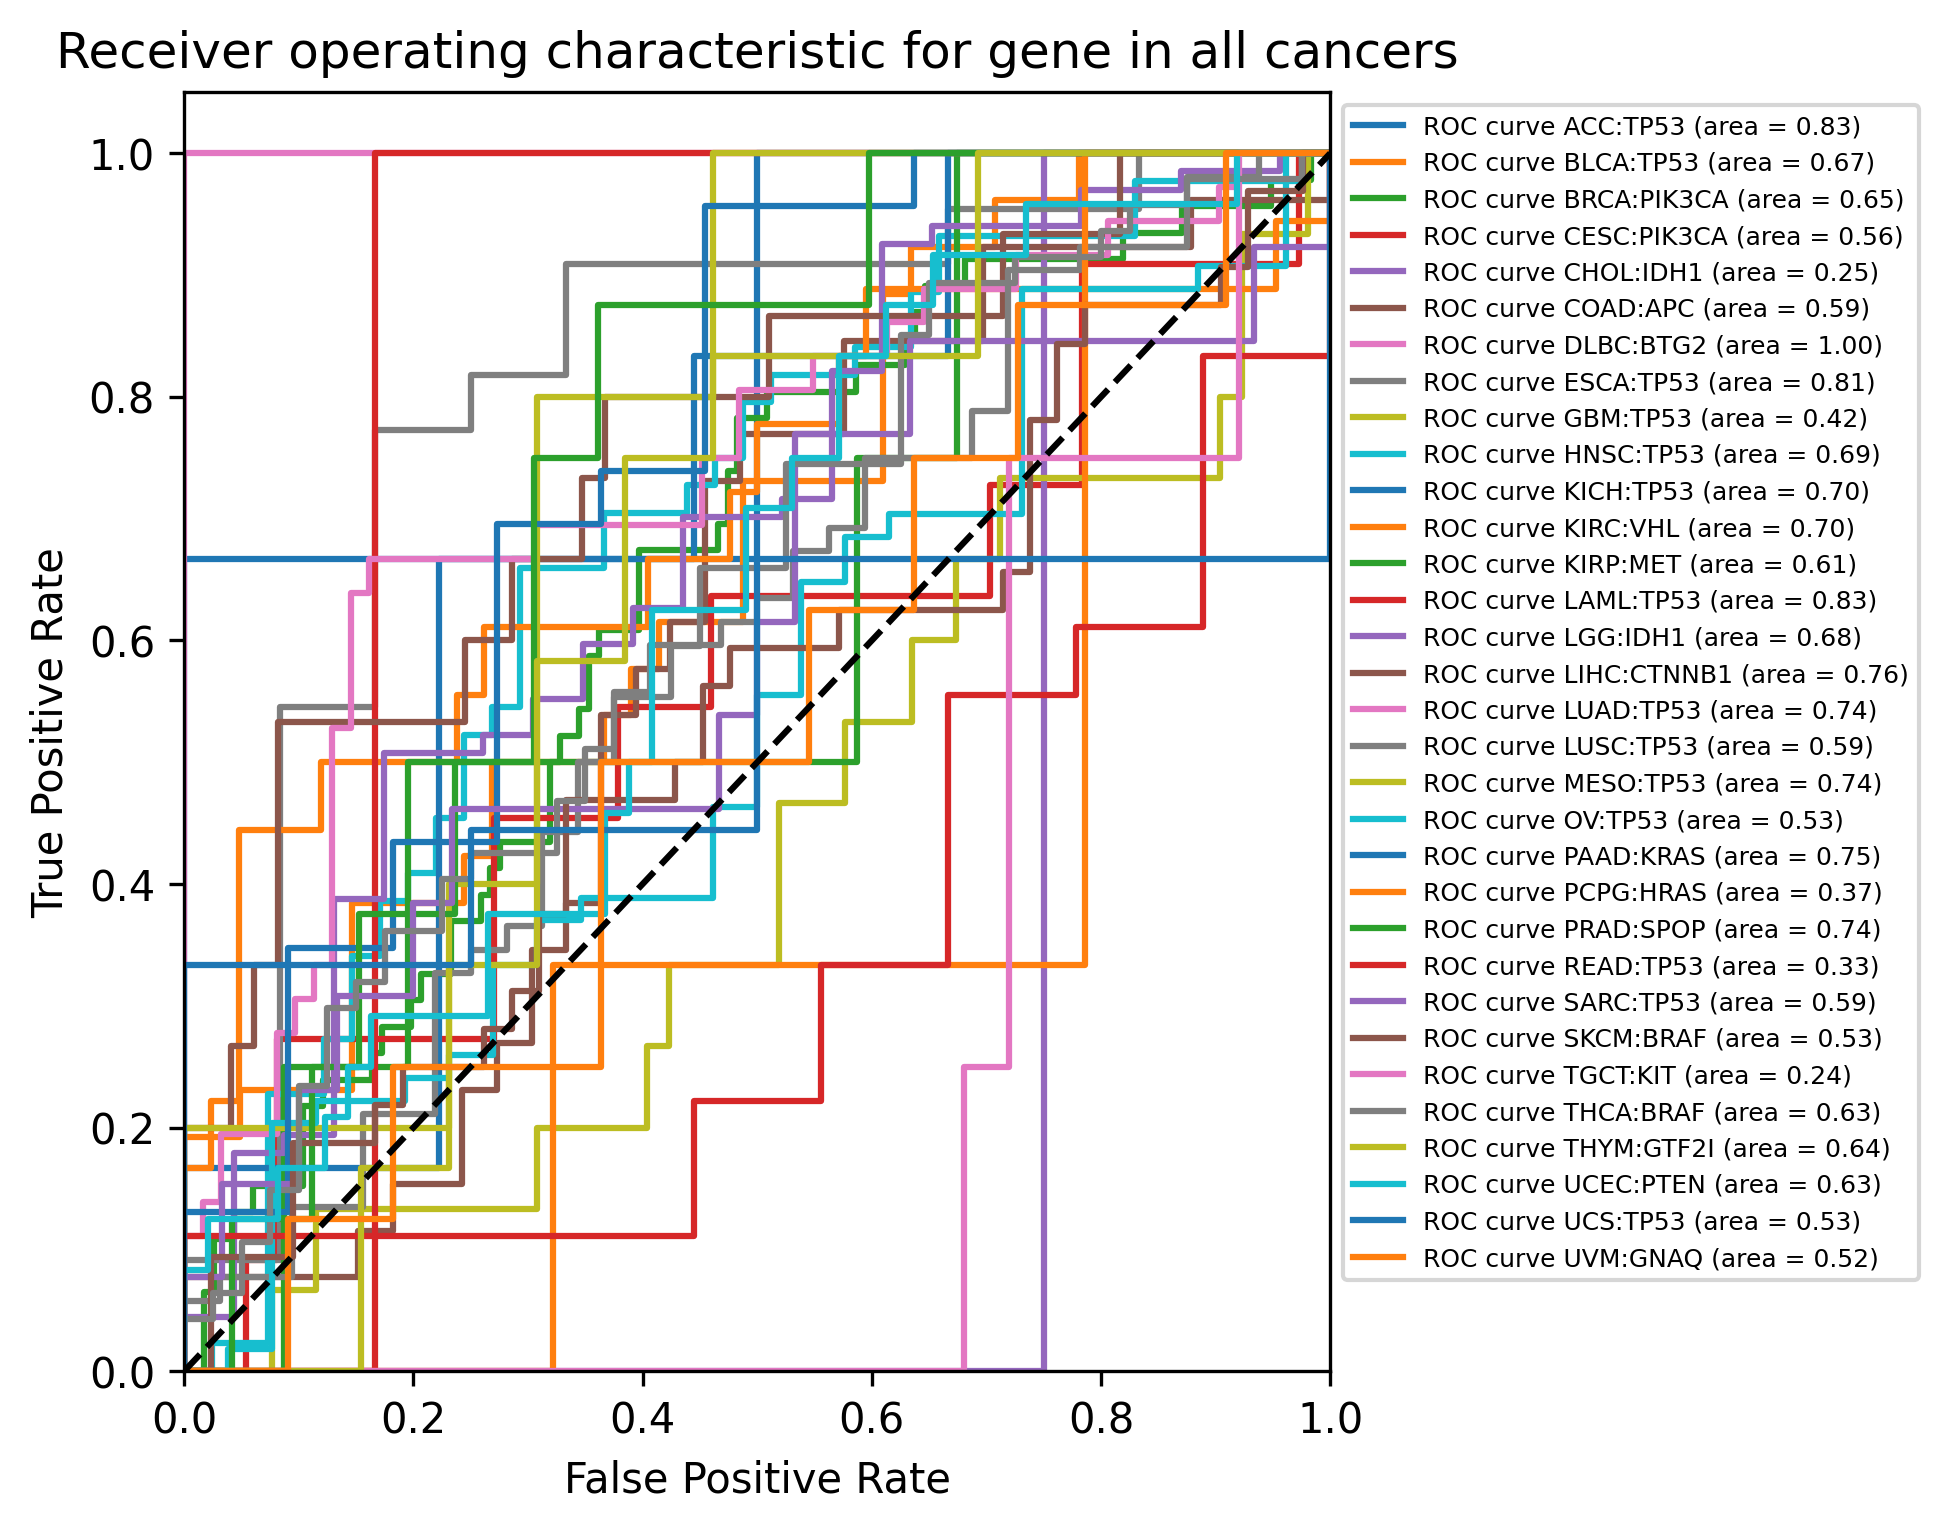 Receiver operating characteristic for gene in all cancers
True Positive Rate
1.0
0.8
0.6
0.4
0.2
0.0
0.0 0.2 0.4 0.6 0.8 1.0
False Positive Rate
ROC curve ACC:TP53 (area = 0.83)
ROC curve BLCA:TP53 (area = 0.67)
ROC curve BRCA:PIK3CA (area = 0.65)
ROC curve CESC:PIK3CA (area = 0.56)
ROC curve CHOL:IDH1 (area = 0.25)
ROC curve COAD:APC (area = 0.59)
ROC curve DLBC:BTG2 (area = 1.00)
ROC curve ESCA:TP53 (area = 0.81)
ROC curve GBM:TP53 (area = 0.42)
ROC curve HNSC:TP53 (area = 0.69)
ROC curve KICH:TP53 (area = 0.70)
ROC curve KIRC:VHL (area = 0.70)
ROC curve KIRP:MET (area = 0.61)
ROC curve LAML:TP53 (area = 0.83)
ROC curve LGG:IDH1 (area = 0.68)
ROC curve LIHC:CTNNB1 (area = 0.76)
ROC curve LUAD:TP53 (area = 0.74)
ROC curve LUSC:TP53 (area = 0.59)
ROC curve MESO:TP53 (area = 0.74)
ROC curve OV:TP53 (area = 0.53)
ROC curve PAAD:KRAS (area = 0.75)
ROC curve PCPG:HRAS (area = 0.37)
ROC curve PRAD:SPOP (area = 0.74)
ROC curve READ:TP53 (area = 0.33)
ROC curve SARC:TP53 (area = 0.59)
ROC curve SKCM:BRAF (area = 0.53)
ROC curve TGCT:KIT (area = 0.24)
ROC curve THCA:BRAF (area = 0.63)
ROC curve THYM:GTF2I (area = 0.64)
ROC curve UCEC:PTEN (area = 0.63)
ROC curve UCS:TP53 (area = 0.53)
ROC curve UVM:GNAQ (area = 0.52)